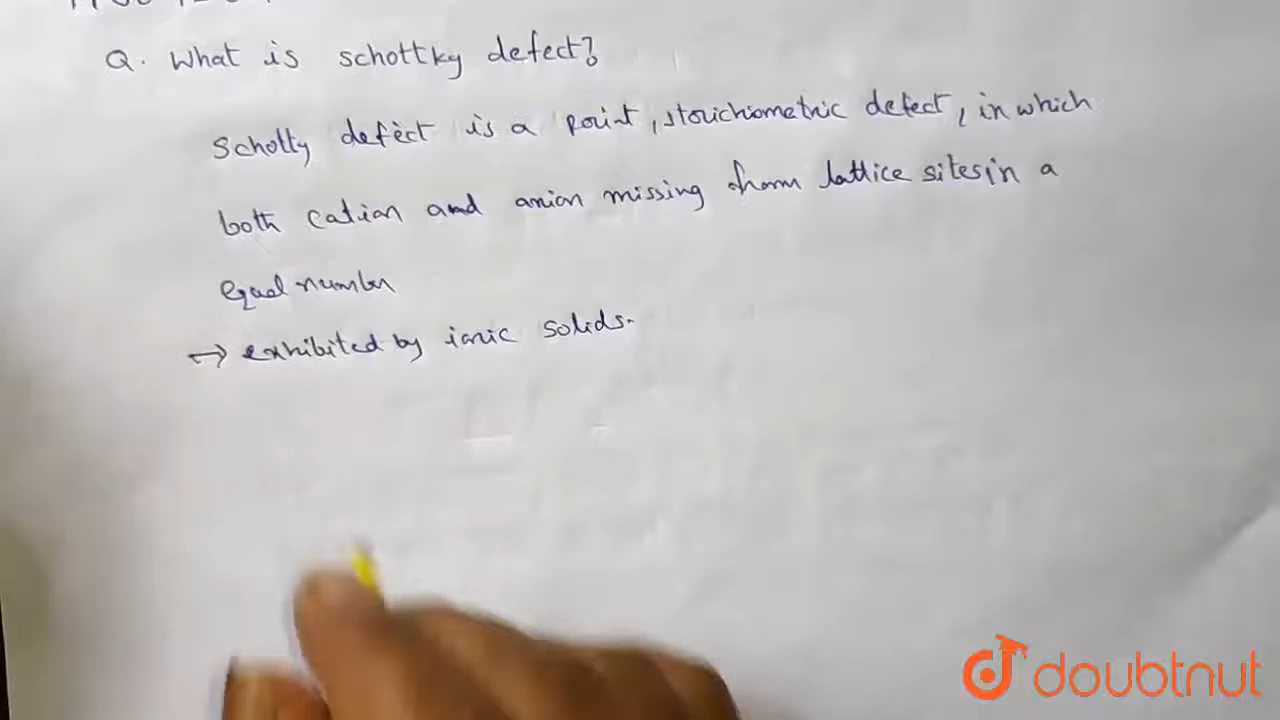 Q. What is schottky defect?
Schotty defect is a point, stoichiometric defect, in which
both cation and anion missing from lattice sites in a
equal number
↦ exhibited by ionic solids.
doubtnut